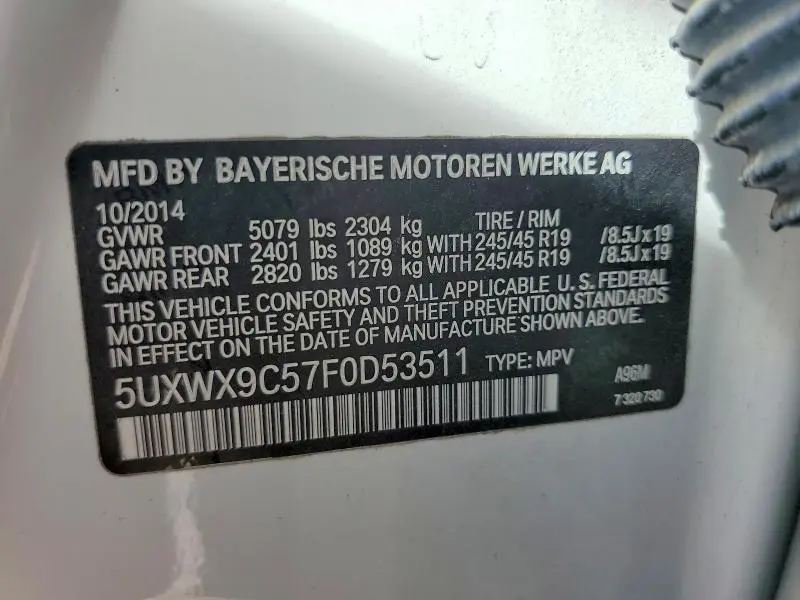 MFD BY BAYERISCHE MOTOREN WERKE AG
10/2014
GVWR 5079 lbs 2304 kg TIRE / RIM
GAWR FRONT 2401 lbs 1089 kg WITH 245/45 R19 /8.5J x 19
GAWR REAR 2820 lbs 1279 kg WITH 245/45 R19 /8.5J x 19
THIS VEHICLE CONFORMS TO ALL APPLICABLE U.S. FEDERAL
MOTOR VEHICLE SAFETY AND THEFT PREVENTION STANDARDS
IN EFFECT ON THE DATE OF MANUFACTURE SHOWN ABOVE.
5UXWX9C57F0D53511 TYPE: MPV
A96M
7 320 730